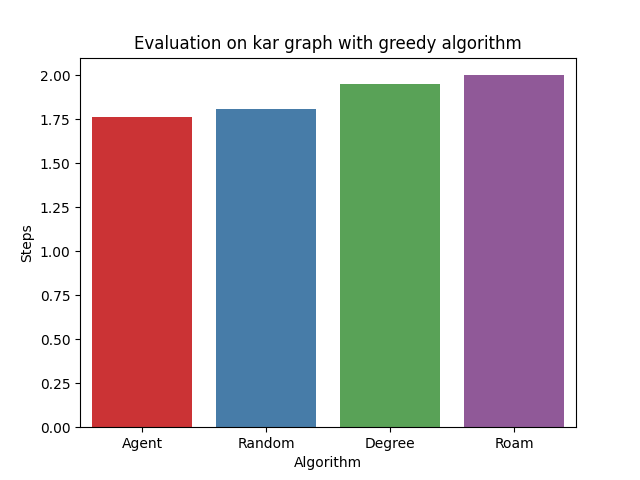 Evaluation on kar graph with greedy algorithm
Steps
2.00
1.75
1.50
1.25
1.00
0.75
0.50
0.25
0.00
Agent Random Degree Roam
Algorithm